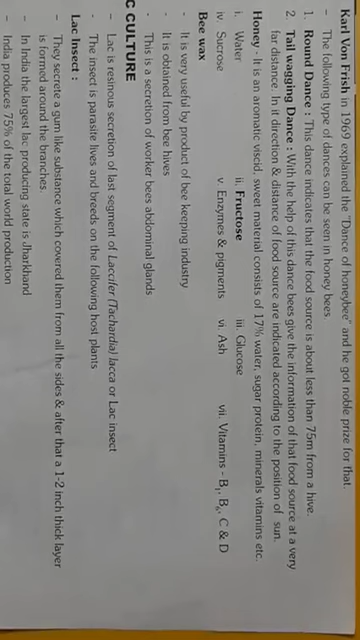 Karl Von Frish in 1969 explained the "Dance of honeybee" and he got noble prize for that.
– The following type of dances can be seen in honey bees
1. Round Dance : This dance indicates that the food source is about less than 75m from a hive.
2. Tail wagging Dance : With the help of this dance bees give the information of that food source at a very
far distance. In it direction & distance of food source are indicated according to the position of sun.
Honey - It is an aromatic viscid, sweet material consists of 17% water, sugar protein, minerals vitamins etc.
i. Water ii. Fructose iii. Glucose
iv. Sucrose v. Enzymes & pigments vi. Ash vii. Vitamins - B1, B6, C & D
Bee wax
- It is very useful by product of bee keeping industry
- It is obtained from bee hives
- This is a secretion of worker bees abdominal glands
C CULTURE
- Lac is resinous secretion of last segment of Laccifer (Tachardia) lacca or Lac insect
- The insect is parasite lives and breeds on the following host plants
Lac Insect :
– They secrete a gum like substance which covered them from all the sides & after that a 1-2 inch thick layer
is formed around the branches.
– In India the largest lac producing state is Jharkhand
– India produces 75% of the total world production